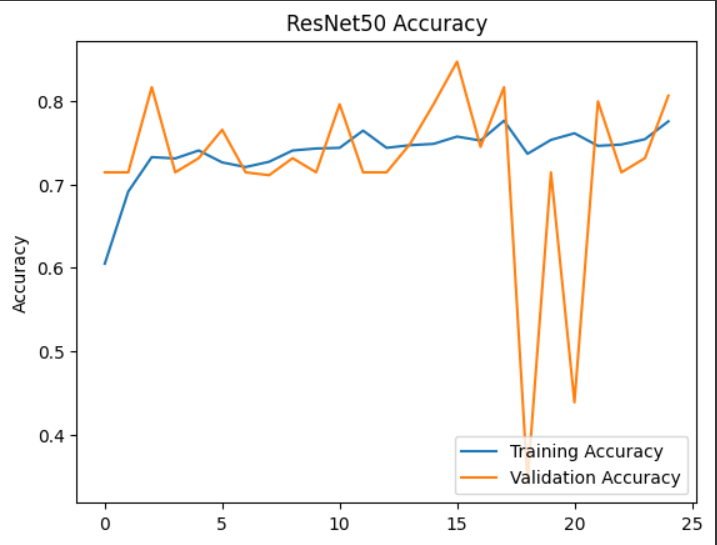 ResNet50 Accuracy
Accuracy
0.8
0.7
0.6
0.5
0.4
Training Accuracy
Validation Accuracy
0 5 10 15 20 25